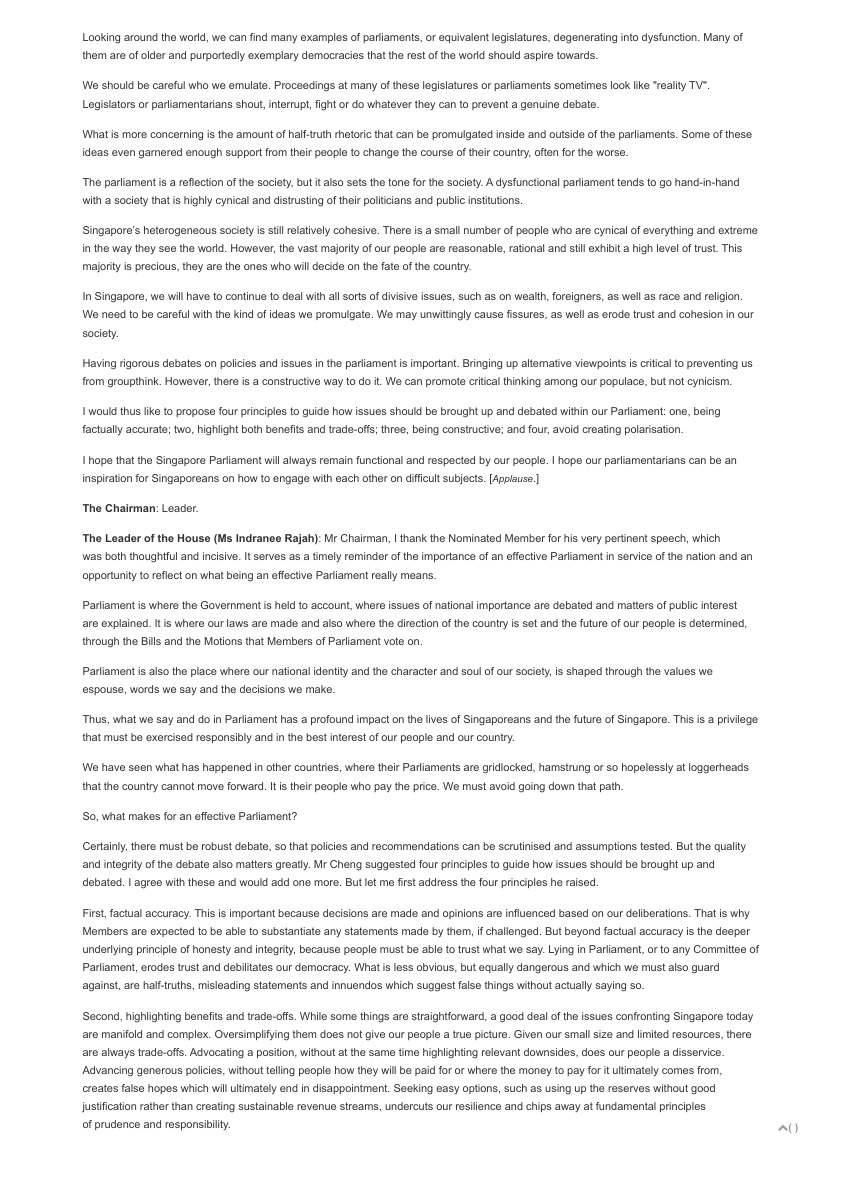 Looking around the world, we can find many examples of parliaments, or equivalent legislatures, degenerating into dysfunction. Many of
them are of older and purportedly exemplary democracies that the rest of the world should aspire towards.
We should be careful who we emulate. Proceedings at many of these legislatures or parliaments sometimes look like "reality TV".
Legislators or parliamentarians shout, interrupt, fight or do whatever they can to prevent a genuine debate.
What is more concerning is the amount of half-truth rhetoric that can be promulgated inside and outside of the parliaments. Some of these
ideas even garnered enough support from their people to change the course of their country, often for the worse.
The parliament is a reflection of the society, but it also sets the tone for the society. A dysfunctional parliament tends to go hand-in-hand
with a society that is highly cynical and distrusting of their politicians and public institutions.
Singapore's heterogeneous society is still relatively cohesive. There is a small number of people who are cynical of everything and extreme
in the way they see the world. However, the vast majority of our people are reasonable, rational and still exhibit a high level of trust. This
majority is precious, they are the ones who will decide on the fate of the country.
In Singapore, we will have to continue to deal with all sorts of divisive issues, such as on wealth, foreigners, as well as race and religion.
We need to be careful with the kind of ideas we promulgate. We may unwittingly cause fissures, as well as erode trust and cohesion in our
society.
Having rigorous debates on policies and issues in the parliament is important. Bringing up alternative viewpoints is critical to preventing us
from groupthink. However, there is a constructive way to do it. We can promote critical thinking among our populace, but not cynicism.
I would thus like to propose four principles to guide how issues should be brought up and debated within our Parliament: one, being
factually accurate; two, highlight both benefits and trade-offs; three, being constructive; and four, avoid creating polarisation.
I hope that the Singapore Parliament will always remain functional and respected by our people. I hope our parliamentarians can be an
inspiration for Singaporeans on how to engage with each other on difficult subjects. [Applause.]
The Chairman: Leader.
The Leader of the House (Ms Indranee Rajah): Mr Chairman, I thank the Nominated Member for his very pertinent speech, which
was both thoughtful and incisive. It serves as a timely reminder of the importance of an effective Parliament in service of the nation and an
opportunity to reflect on what being an effective Parliament really means.
Parliament is where the Government is held to account, where issues of national importance are debated and matters of public interest
are explained. It is where our laws are made and also where the direction of the country is set and the future of our people is determined,
through the Bills and the Motions that Members of Parliament vote on.
Parliament is also the place where our national identity and the character and soul of our society, is shaped through the values we
espouse, words we say and the decisions we make.
Thus, what we say and do in Parliament has a profound impact on the lives of Singaporeans and the future of Singapore. This is a privilege
that must be exercised responsibly and in the best interest of our people and our country.
We have seen what has happened in other countries, where their Parliaments are gridlocked, hamstrung or so hopelessly at loggerheads
that the country cannot move forward. It is their people who pay the price. We must avoid going down that path.
So, what makes for an effective Parliament?
Certainly, there must be robust debate, so that policies and recommendations can be scrutinised and assumptions tested. But the quality
and integrity of the debate also matters greatly. Mr Cheng suggested four principles to guide how issues should be brought up and
debated. I agree with these and would add one more. But let me first address the four principles he raised.
First, factual accuracy. This is important because decisions are made and opinions are influenced based on our deliberations. That is why
Members are expected to be able to substantiate any statements made by them, if challenged. But beyond factual accuracy is the deeper
underlying principle of honesty and integrity, because people must be able to trust what we say. Lying in Parliament, or to any Committee of
Parliament, erodes trust and debilitates our democracy. What is less obvious, but equally dangerous and which we must also guard
against, are half-truths, misleading statements and innuendos which suggest false things without actually saying so.
Second, highlighting benefits and trade-offs. While some things are straightforward, a good deal of the issues confronting Singapore today
are manifold and complex. Oversimplifying them does not give our people a true picture. Given our small size and limited resources, there
are always trade-offs. Advocating a position, without at the same time highlighting relevant downsides, does our people a disservice.
Advancing generous policies, without telling people how they will be paid for or where the money to pay for it ultimately comes from,
creates false hopes which will ultimately end in disappointment. Seeking easy options, such as using up the reserves without good
justification rather than creating sustainable revenue streams, undercuts our resilience and chips away at fundamental principles
of prudence and responsibility.
( )